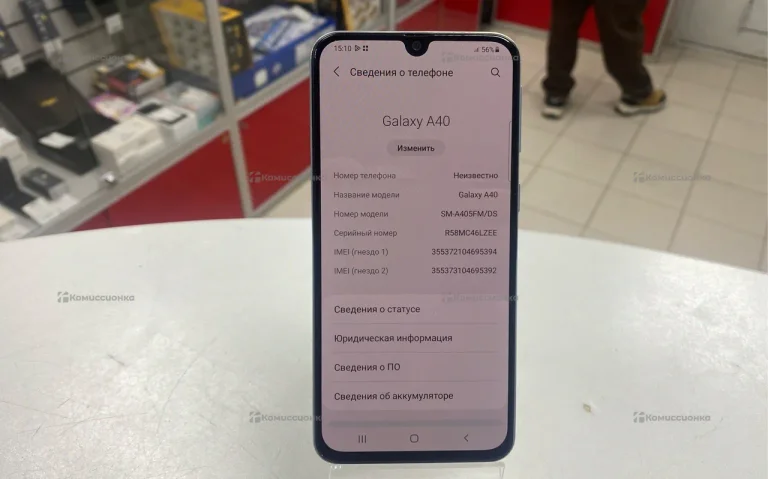 15:10 56%
Сведения о телефоне
Galaxy A40
Изменить
Номер телефона Неизвестно
Название модели Galaxy A40
Номер модели SM-A405FM/DS
Серийный номер R58MC46LZEE
IMEI (гнездо 1) 355372104695394
IMEI (гнездо 2) 355373104695392
Сведения о статусе
Юридическая информация
Сведения о ПО
Сведения об аккумуляторе
Комиссионка
Комиссионка
Комиссионка
Комиссионка
Комиссионка
Комиссионка